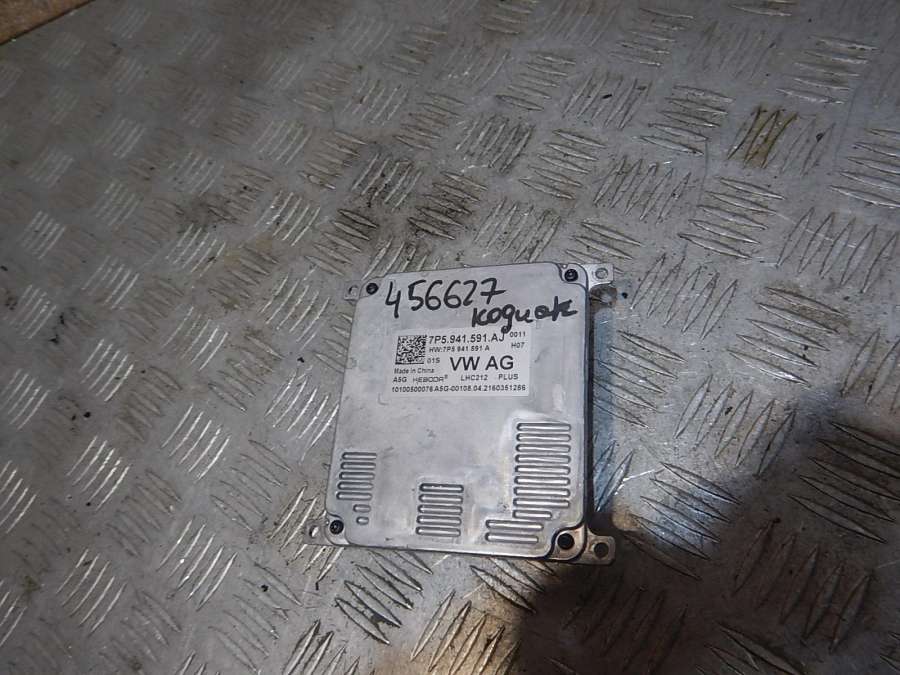 456627
кодиак
7P5.941.591.AJ 0011
HW:7P5 941 591 A H07
01S VW AG
Made in China
A5G HEBODA® LHC212 PLUS
10100500076 A5G-00108.04.2160351286